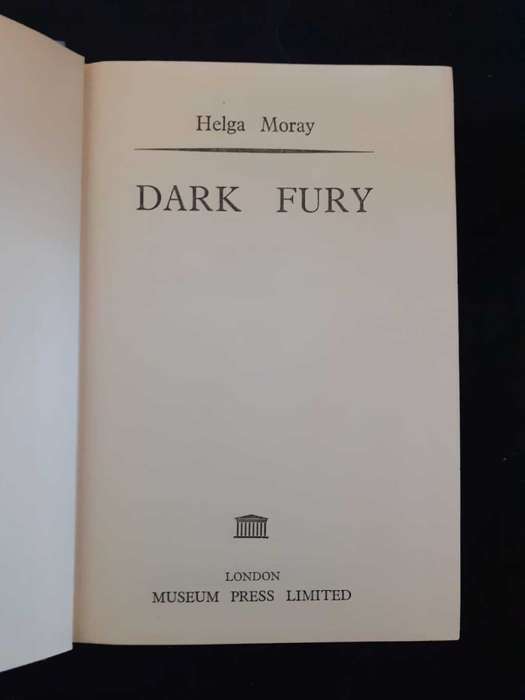 Helga Moray
DARK FURY
LONDON
MUSEUM PRESS LIMITED